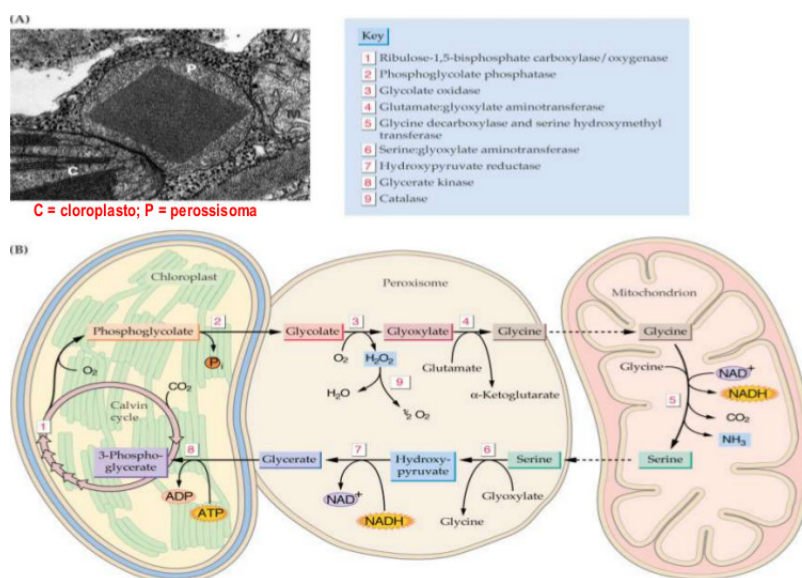 (A)
P
M
C
C = cloroplasto; P = perossisoma
Key
1 Ribulose-1,5-bisphosphate carboxylase/oxygenase
2 Phosphoglycolate phosphatase
3 Glycolate oxidase
4 Glutamate:glyoxylate aminotransferase
5 Glycine decarboxylase and serine hydroxymethyl
transferase
6 Serine:glyoxylate aminotransferase
7 Hydroxypyruvate reductase
8 Glycerate kinase
9 Catalase
(B)
Chloroplast
Peroxisome
Mitochondrion
Phosphoglycolate
2
Glycolate
3
Glyoxylate
4
Glycine
Glycine
Pi
O2
H2O2
Glutamate
α-Ketoglutarate
H2O
9
½ O2
Glycine
NAD+
NADH
5
CO2
NH3
O2
CO2
1
Calvin
cycle
3-Phospho-
glycerate
8
Glycerate
7
Hydroxy-
pyruvate
6
Serine
Serine
ADP
ATP
NAD+
NADH
Glyoxylate
Glycine